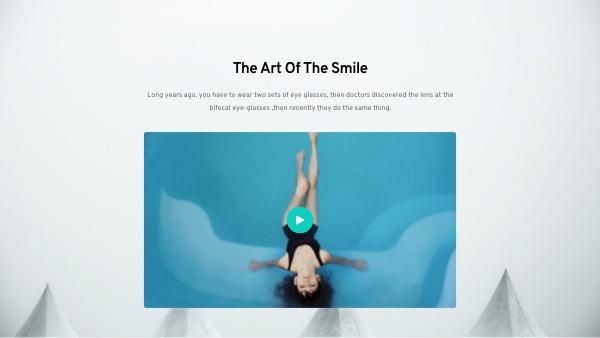 The Art Of The Smile
Long years ago, you have to wear two sets of eye glasses, then doctors discovered the lens at the
bifocal eye-glasses ,then recently they do the same thing.